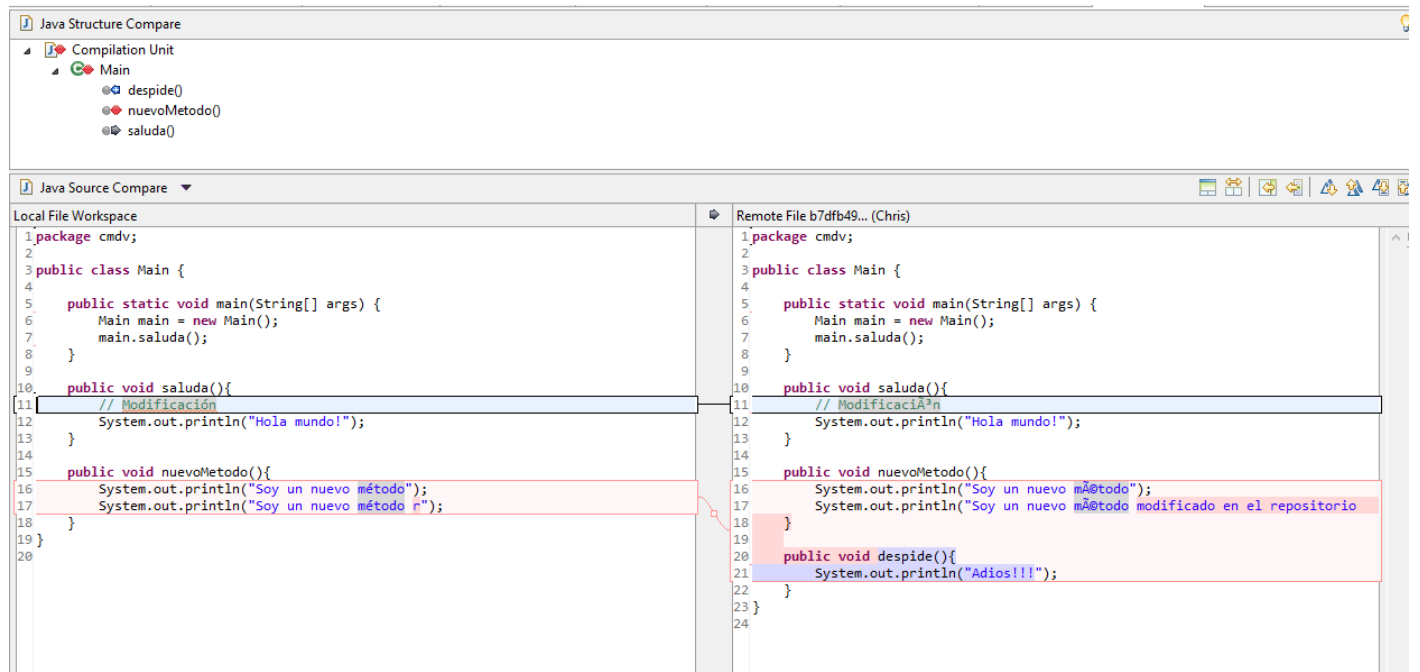 Java Structure Compare
Compilation Unit
Main
despide()
nuevoMetodo()
saluda()
Java Source Compare
Local File Workspace
1 package cmdv;
2
3 public class Main {
4
5     public static void main(String[] args) {
6         Main main = new Main();
7         main.saluda();
8     }
9
10     public void saluda(){
11         // Modificación
12         System.out.println("Hola mundo!");
13     }
14
15     public void nuevoMetodo(){
16         System.out.println("Soy un nuevo método");
17         System.out.println("Soy un nuevo método r");
18     }
19 }
20
Remote File b7dfb49... (Chris)
1 package cmdv;
2
3 public class Main {
4
5     public static void main(String[] args) {
6         Main main = new Main();
7         main.saluda();
8     }
9
10     public void saluda(){
11         // ModificaciÃ³n
12         System.out.println("Hola mundo!");
13     }
14
15     public void nuevoMetodo(){
16         System.out.println("Soy un nuevo mÃ©todo");
17         System.out.println("Soy un nuevo mÃ©todo modificado en el repositorio
18     }
19
20     public void despide(){
21         System.out.println("Adios!!!");
22     }
23 }
24